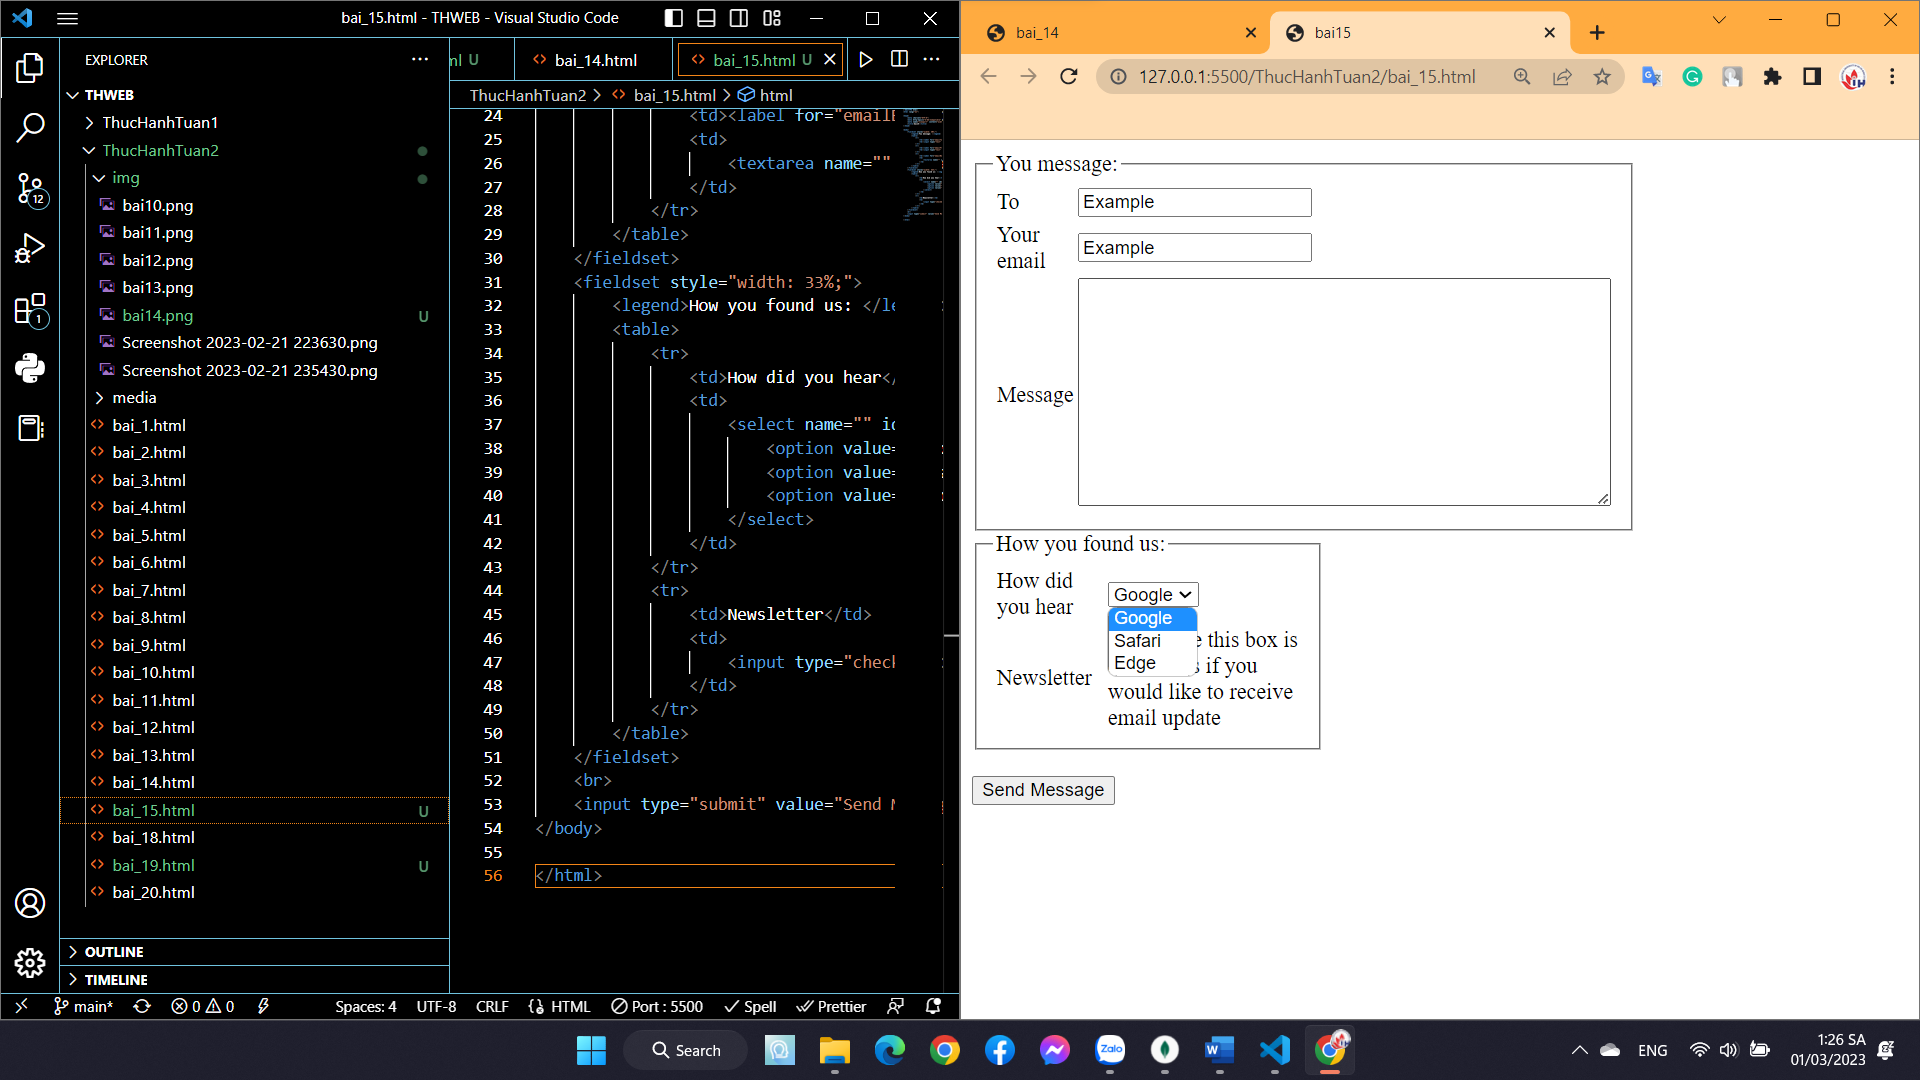 bai_15.html - THWEB - Visual Studio Code
EXPLORER
THWEB
ThucHanhTuan1
ThucHanhTuan2
img
bai10.png
bai11.png
bai12.png
bai13.png
bai14.png U
Screenshot 2023-02-21 223630.png
Screenshot 2023-02-21 235430.png
media
bai_1.html
bai_2.html
bai_3.html
bai_4.html
bai_5.html
bai_6.html
bai_7.html
bai_8.html
bai_9.html
bai_10.html
bai_11.html
bai_12.html
bai_13.html
bai_14.html
bai_15.html U
bai_18.html
bai_19.html U
bai_20.html
OUTLINE
TIMELINE
12
1
ml U
bai_14.html
bai_15.html U
ThucHanhTuan2 > bai_15.html > html
24 <td><label for="emailE
25 <td>
26 <textarea name=""
27 </td>
28 </tr>
29 </table>
30 </fieldset>
31 <fieldset style="width: 33%;">
32 <legend>How you found us: </le
33 <table>
34 <tr>
35 <td>How did you hear</
36 <td>
37 <select name="" id
38 <option value=
39 <option value=
40 <option value=
41 </select>
42 </td>
43 </tr>
44 <tr>
45 <td>Newsletter</td>
46 <td>
47 <input type="check
48 </td>
49 </tr>
50 </table>
51 </fieldset>
52 <br>
53 <input type="submit" value="Send M
54 </body>
55
56 </html>
main* 0 0 Spaces: 4 UTF-8 CRLF HTML Port : 5500 Spell Prettier
bai_14
bai15
127.0.0.1:5500/ThucHanhTuan2/bai_15.html
You message:
To Example
Your
email Example
Message
How you found us:
How did
you hear
Google
Google
Safari
Edge
Newsletter
e this box is
s if you
would like to receive
email update
Send Message
Search
Zalo
ENG
1:26 SA
01/03/2023